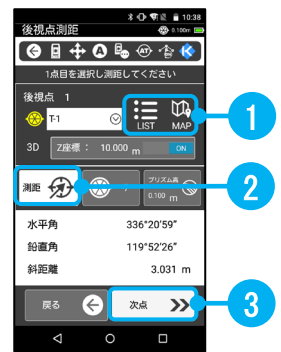 10:38
後視点測距
0.100m
AT
1点目を選択し測距してください
後視点 1
T-1
LIST
MAP
1
3D
Z座標 : 10.000 m
ON
測距
2
プリズム高
0.100 m
水平角 336°20'59"
鉛直角 119°52'26"
斜距離 3.031 m
戻る
次点
3